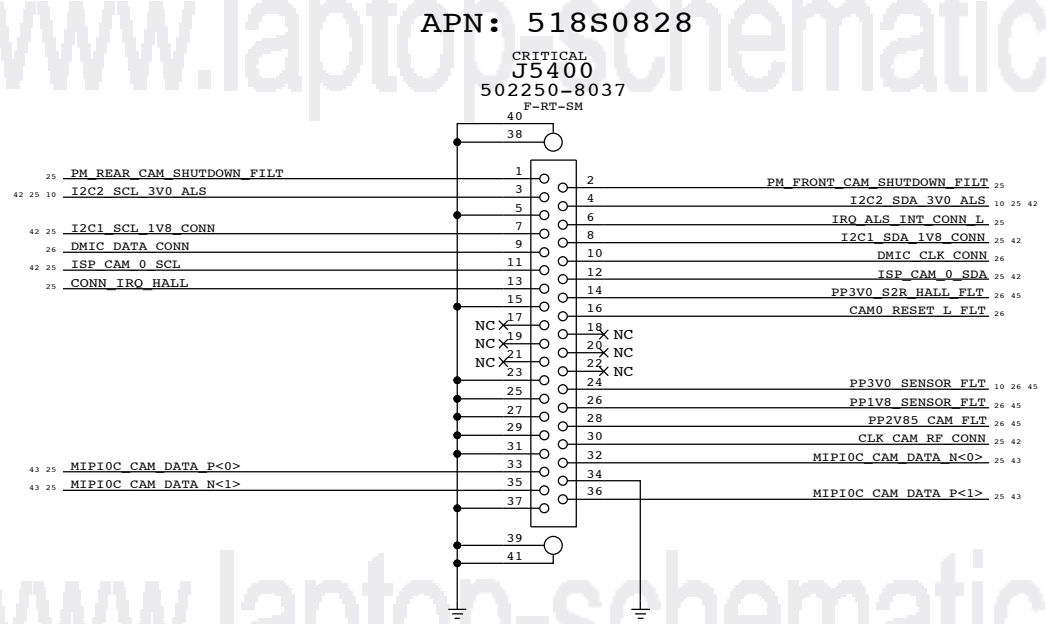 www.laptop-schematic
APN: 518S0828
CRITICAL
J5400
502250-8037
F-RT-SM
40
38
25 PM_REAR_CAM_SHUTDOWN_FILT 1
2 PM_FRONT_CAM_SHUTDOWN_FILT 25
42 25 10 I2C2_SCL_3V0_ALS 3
4 I2C2_SDA_3V0_ALS 10 25 42
5
6 IRQ_ALS_INT_CONN_L 25
42 25 I2C1_SCL_1V8_CONN 7
8 I2C1_SDA_1V8_CONN 25 42
26 DMIC_DATA_CONN 9
10 DMIC_CLK_CONN 26
42 25 ISP_CAM_0_SCL 11
12 ISP_CAM_0_SDA 25 42
25 CONN_IRQ_HALL 13
14 PP3V0_S2R_HALL_FLT 26 45
15
16 CAM0_RESET_L_FLT 26
NC 17
18 NC
NC 19
20 NC
NC 21
22 NC
23
24 PP3V0_SENSOR_FLT 10 26 45
25
26 PP1V8_SENSOR_FLT 26 45
27
28 PP2V85_CAM_FLT 26 45
29
30 CLK_CAM_RF_CONN 25 42
31
32 MIPI0C_CAM_DATA_N<0> 25 43
43 25 MIPI0C_CAM_DATA_P<0> 33
34
43 25 MIPI0C_CAM_DATA_N<1> 35
36 MIPI0C_CAM_DATA_P<1> 25 43
37
39
41
www.laptop-schematic